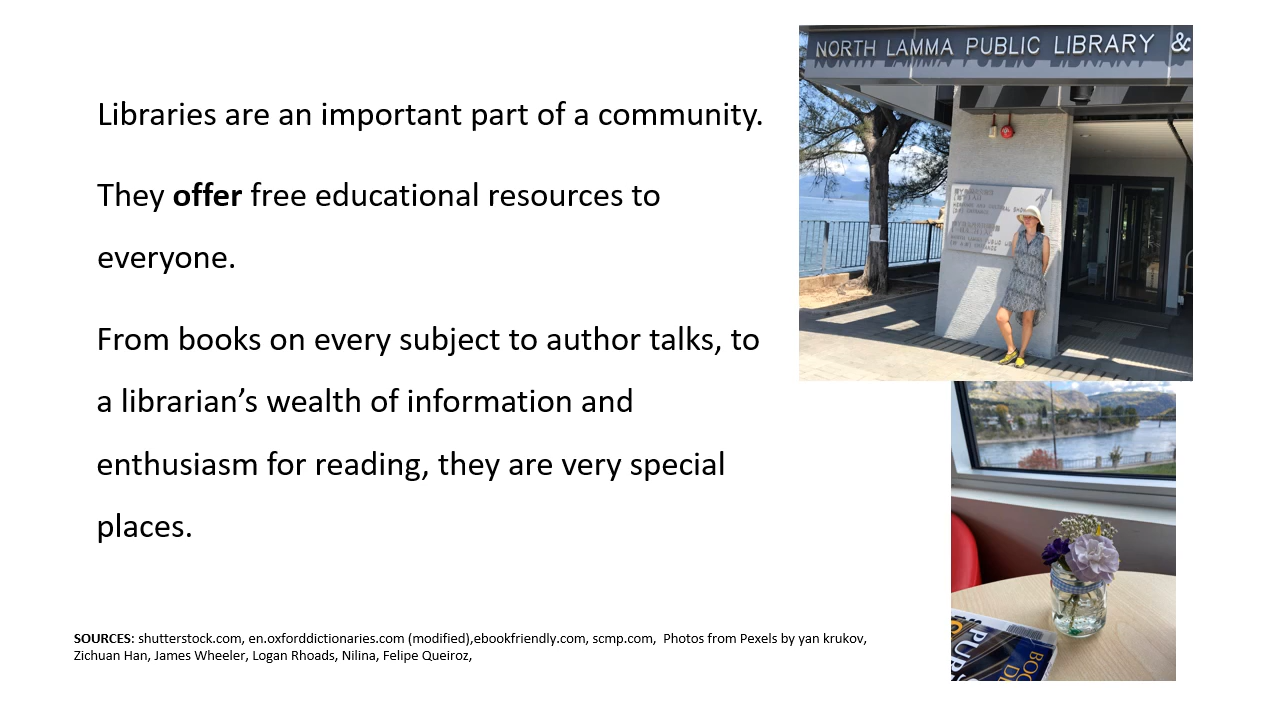 NORTH LAMMA PUBLIC LIBRARY &
Libraries are an important part of a community.
They offer free educational resources to
everyone.
From books on every subject to author talks, to
a librarian’s wealth of information and
enthusiasm for reading, they are very special
places.
SOURCES: shutterstock.com, en.oxforddictionaries.com (modified),ebookfriendly.com, scmp.com,  Photos from Pexels by yan krukov,
Zichuan Han, James Wheeler, Logan Rhoads, Nilina, Felipe Queiroz,